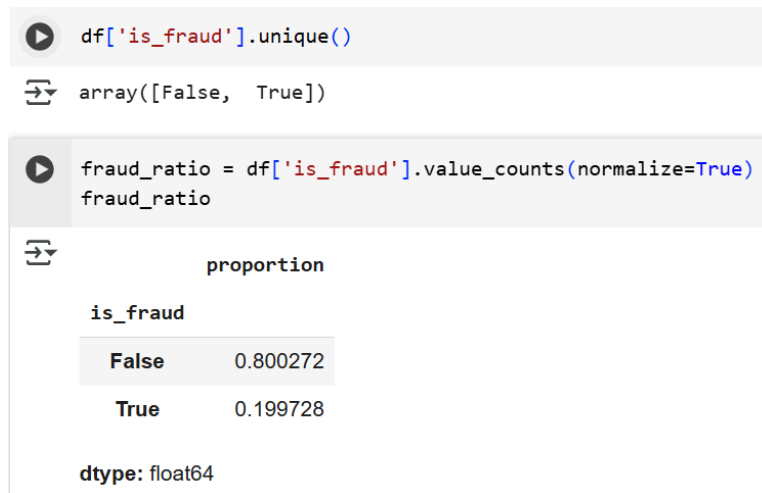 df['is_fraud'].unique()
array([False,  True])
fraud_ratio = df['is_fraud'].value_counts(normalize=True)
fraud_ratio
proportion
is_fraud
False 0.800272
True 0.199728
dtype: float64